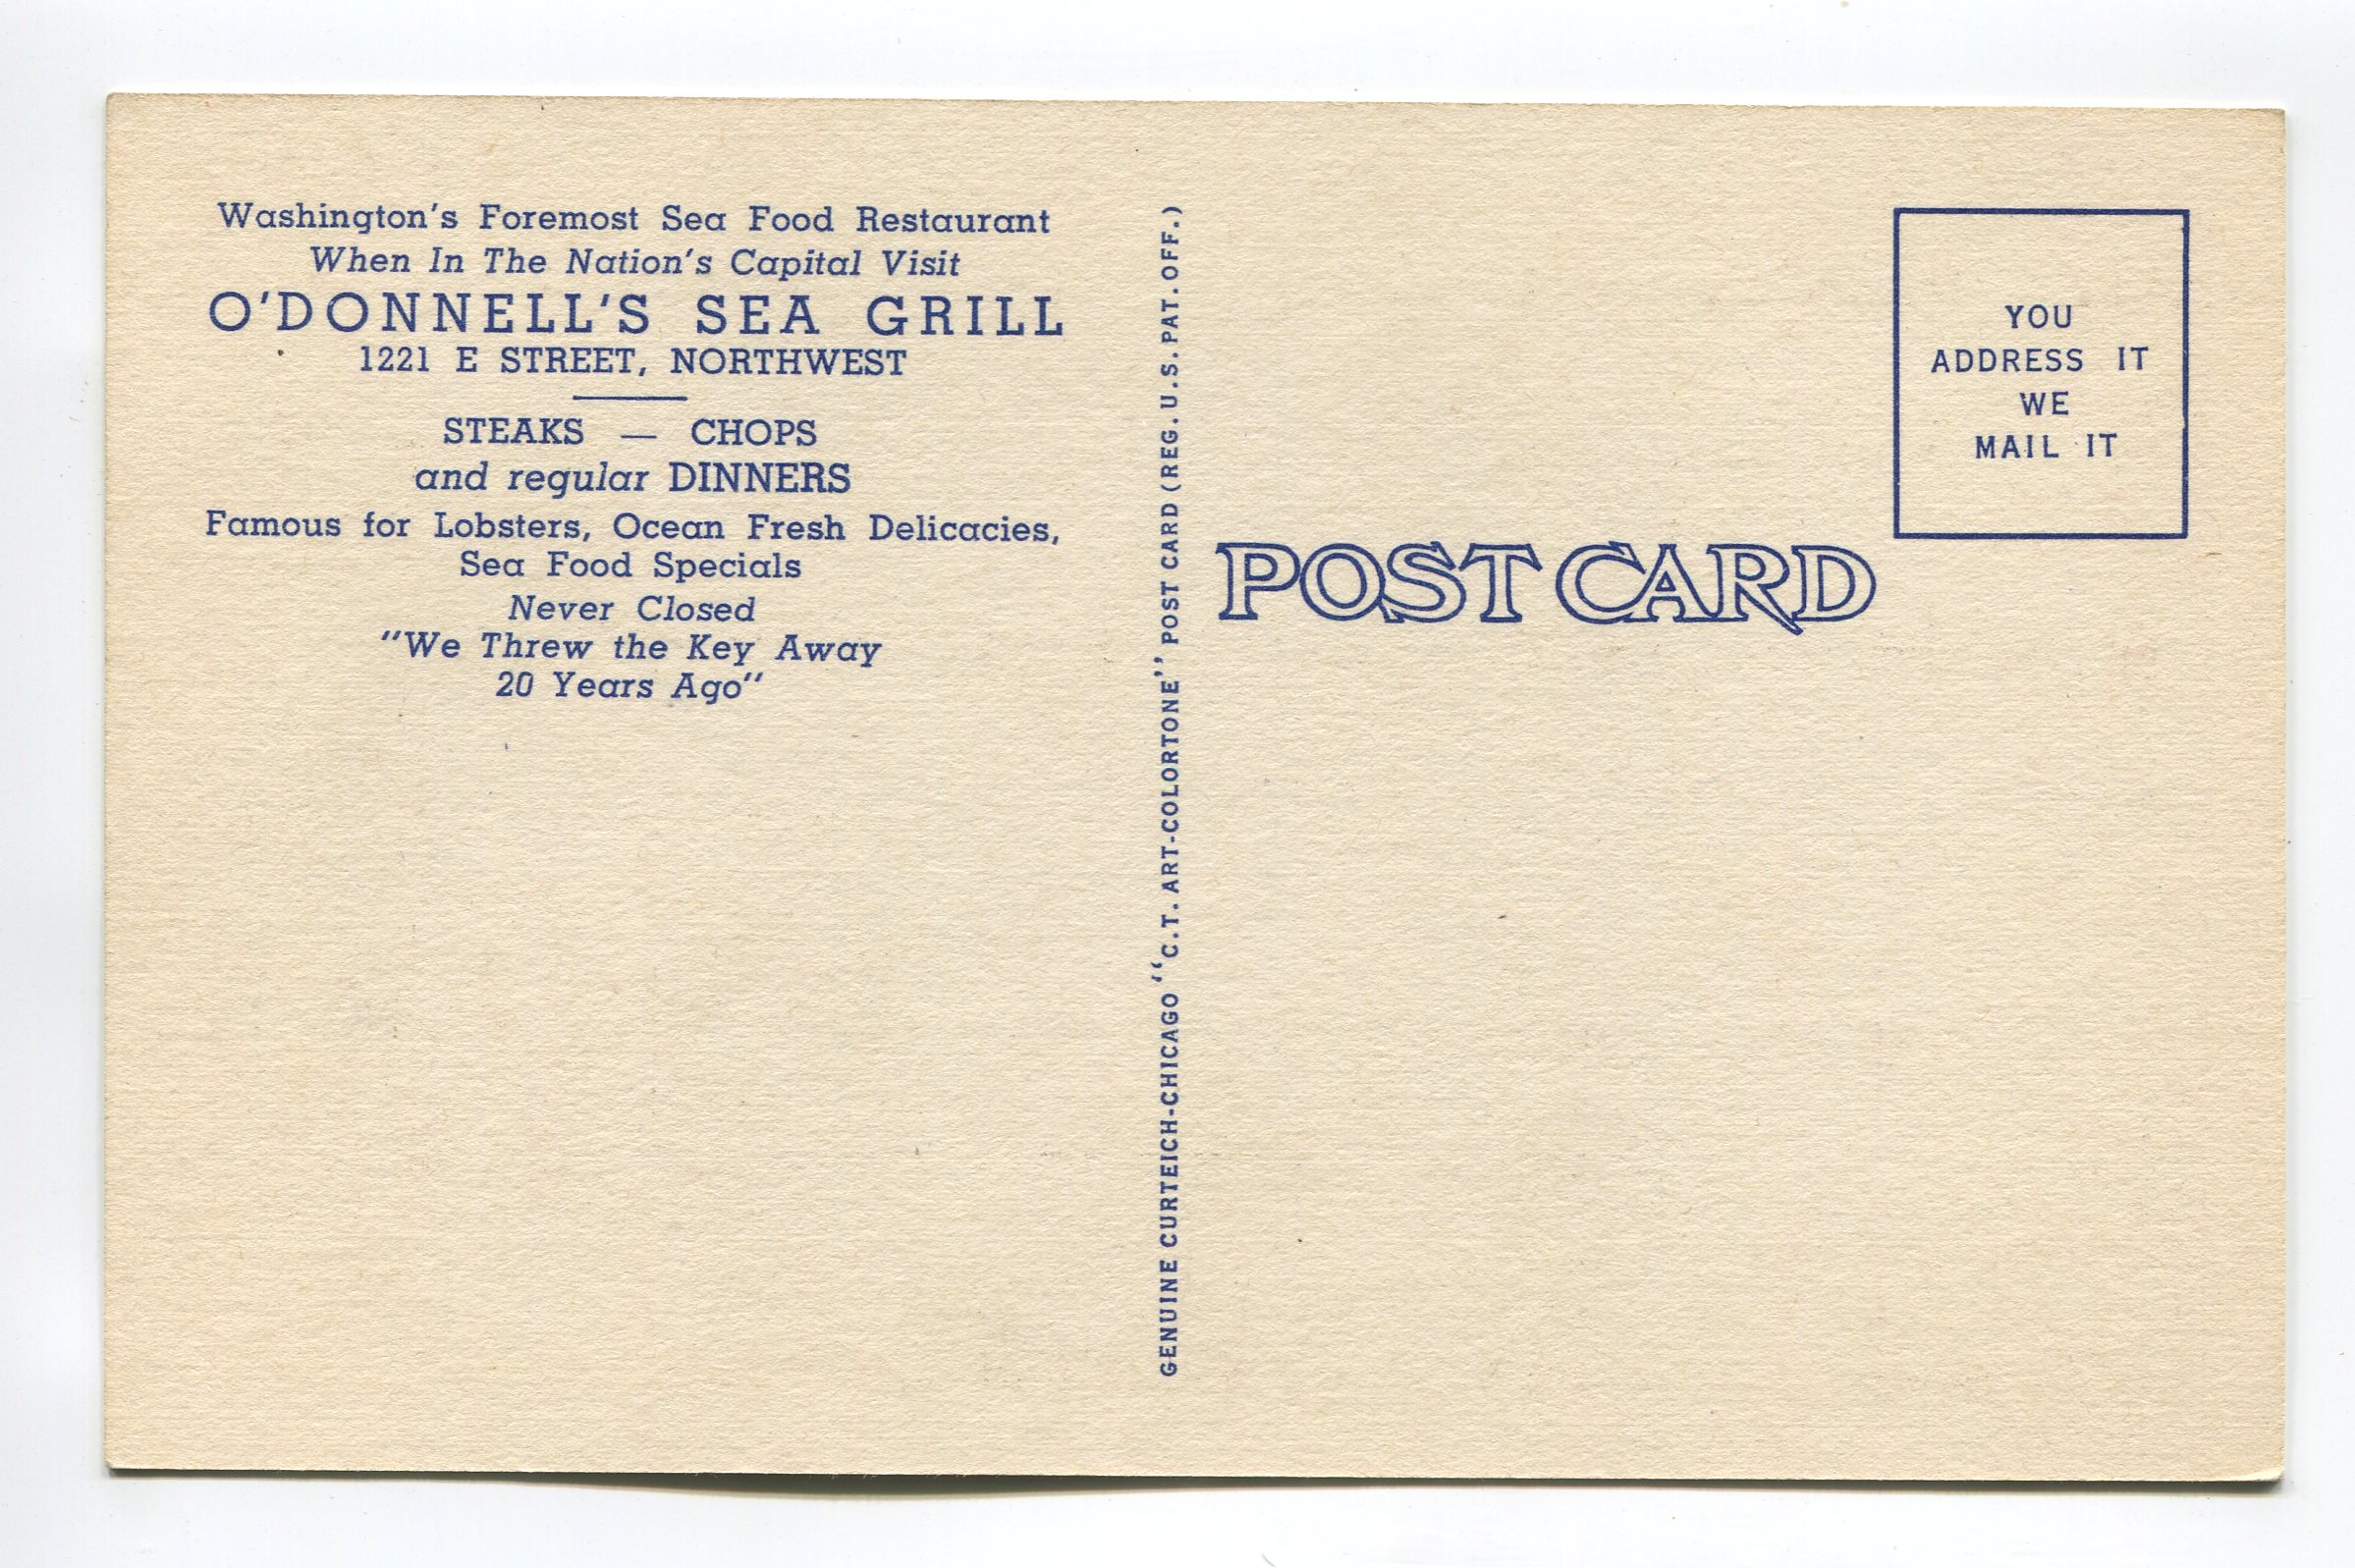 Washington's Foremost Sea Food Restaurant
When In The Nation's Capital Visit
O'DONNELL'S SEA GRILL
1221 E STREET, NORTHWEST
STEAKS — CHOPS
and regular DINNERS
Famous for Lobsters, Ocean Fresh Delicacies,
Sea Food Specials
Never Closed
"We Threw the Key Away
20 Years Ago"
GENUINE CURTEICH-CHICAGO "C.T. ART-COLORTONE" POST CARD (REG. U.S. PAT. OFF.)
POST CARD
YOU
ADDRESS IT
WE
MAIL IT